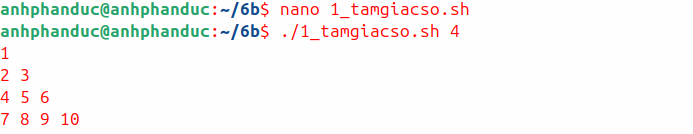 anhphanduc@anhphanduc:~/6b$ nano 1_tamgiacso.sh
anhphanduc@anhphanduc:~/6b$ ./1_tamgiacso.sh 4
1
2 3
4 5 6
7 8 9 10